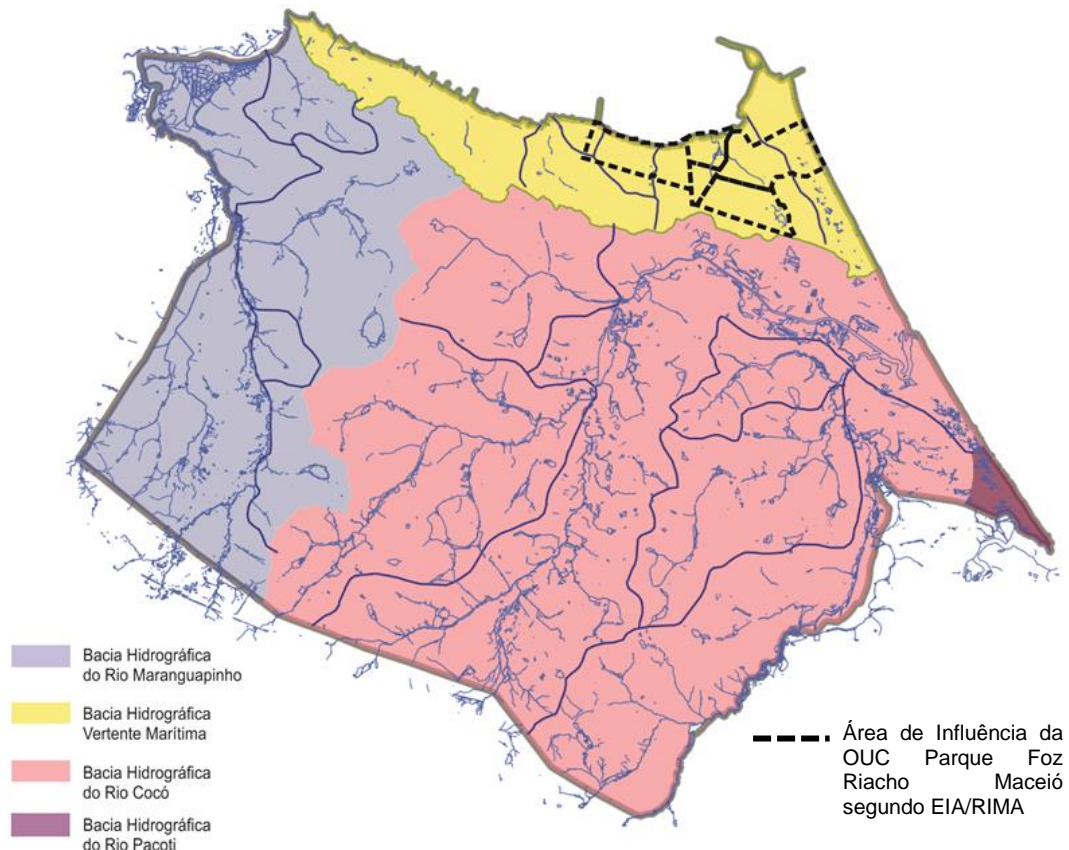 Bacia Hidrográfica
do Rio Maranguapinho
Bacia Hidrográfica
Vertente Marítima
Bacia Hidrográfica
do Rio Cocó
Bacia Hidrográfica
do Rio Pacoti
Área de Influência da
OUC Parque Foz
Riacho Maceió
segundo EIA/RIMA